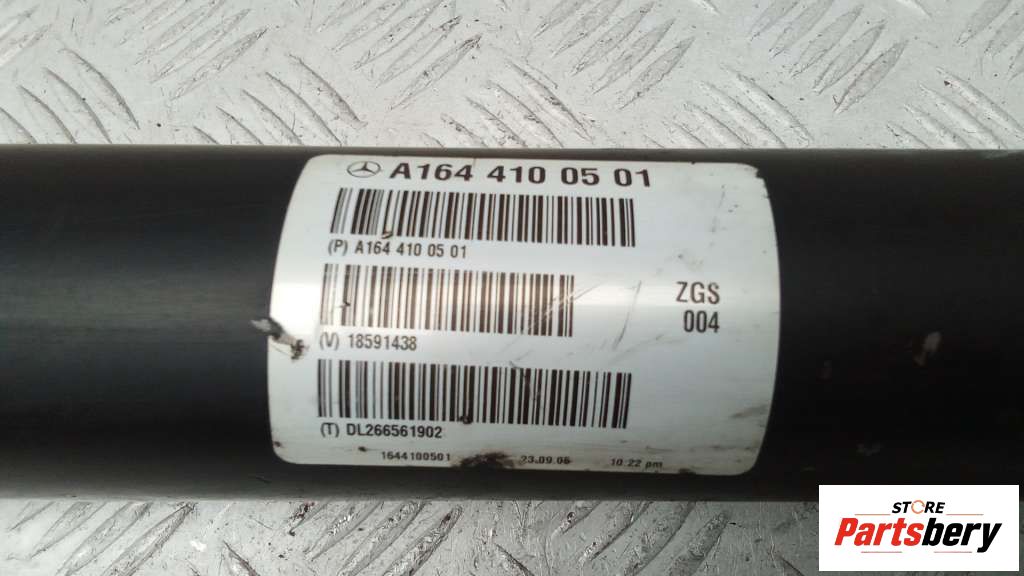 A164 410 05 01
(P) A164 410 05 01
ZGS
004
(V) 18591438
(T) DL266561902
1644100501 23.09.06 10:22 pm
STORE
Partsbery